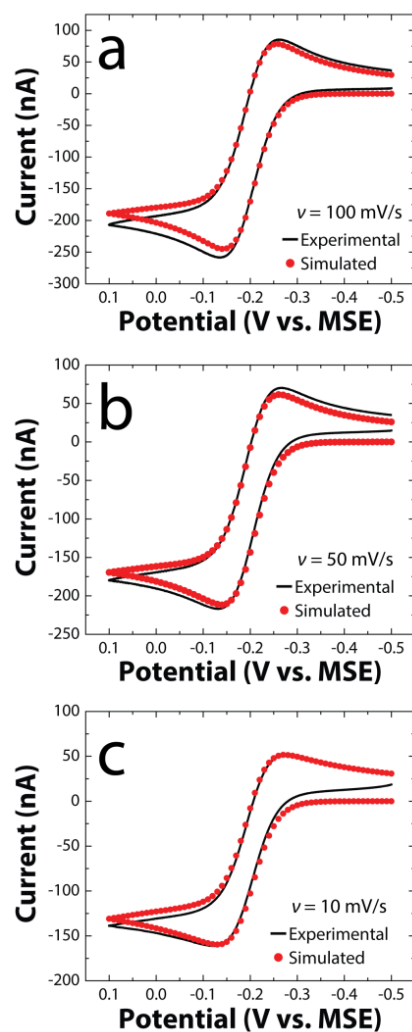 a
Current (nA)
100
50
0
-50
-100
-150
-200
-250
-300
v = 100 mV/s
Experimental
Simulated
0.1 0.0 -0.1 -0.2 -0.3 -0.4 -0.5
Potential (V vs. MSE)
b
Current (nA)
100
50
0
-50
-100
-150
-200
-250
v = 50 mV/s
Experimental
Simulated
0.1 0.0 -0.1 -0.2 -0.3 -0.4 -0.5
Potential (V vs. MSE)
c
Current (nA)
100
50
0
-50
-100
-150
-200
v = 10 mV/s
Experimental
Simulated
0.1 0.0 -0.1 -0.2 -0.3 -0.4 -0.5
Potential (V vs. MSE)